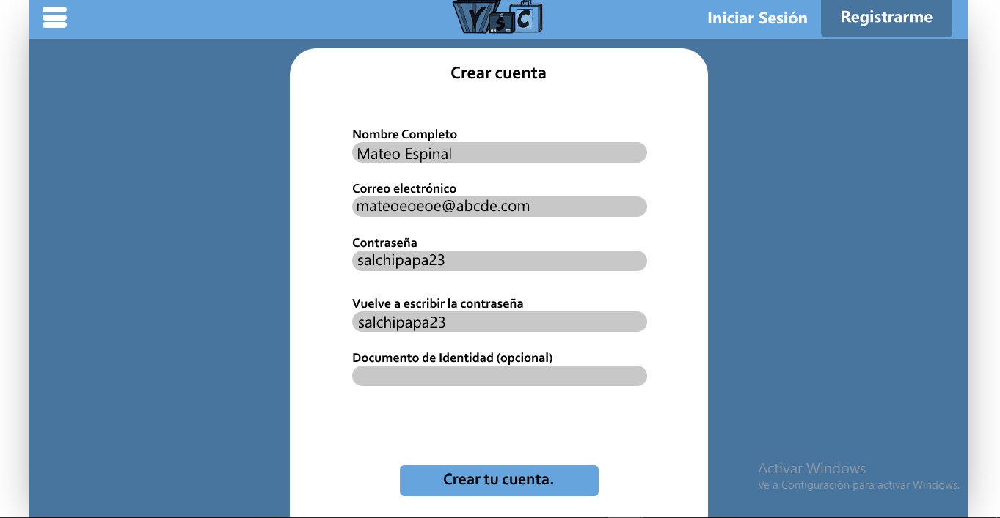 VsC
Iniciar Sesión
Registrarme
Crear cuenta
Nombre Completo
Mateo Espinal
Correo electrónico
mateoeoeoe@abcde.com
Contraseña
salchipapa23
Vuelve a escribir la contraseña
salchipapa23
Documento de Identidad (opcional)
Crear tu cuenta.
Activar Windows
Ve a Configuración para activar Windows.